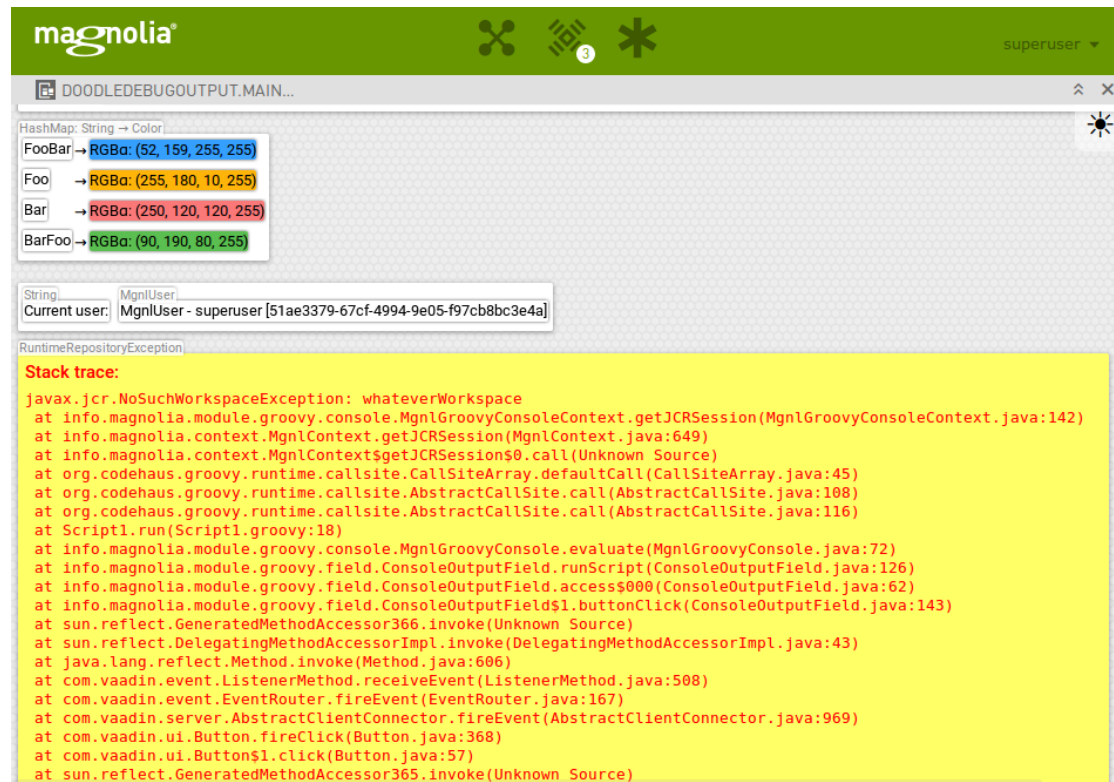 magnolia®
3
superuser
DOODLEDEBUGOUTPUT.MAIN...
HashMap: String → Color
FooBar → RGBα: (52, 159, 255, 255)
Foo → RGBα: (255, 180, 10, 255)
Bar → RGBα: (250, 120, 120, 255)
BarFoo → RGBα: (90, 190, 80, 255)
String MgnlUser
Current user: MgnlUser - superuser [51ae3379-67cf-4994-9e05-f97cb8bc3e4a]
RuntimeRepositoryException
Stack trace:
javax.jcr.NoSuchWorkspaceException: whateverWorkspace
at info.magnolia.module.groovy.console.MgnlGroovyConsoleContext.getJCRSession(MgnlGroovyConsoleContext.java:142)
at info.magnolia.context.MgnlContext.getJCRSession(MgnlContext.java:649)
at info.magnolia.context.MgnlContext$getJCRSession$0.call(Unknown Source)
at org.codehaus.groovy.runtime.callsite.CallSiteArray.defaultCall(CallSiteArray.java:45)
at org.codehaus.groovy.runtime.callsite.AbstractCallSite.call(AbstractCallSite.java:108)
at org.codehaus.groovy.runtime.callsite.AbstractCallSite.call(AbstractCallSite.java:116)
at Script1.run(Script1.groovy:18)
at info.magnolia.module.groovy.console.MgnlGroovyConsole.evaluate(MgnlGroovyConsole.java:72)
at info.magnolia.module.groovy.field.ConsoleOutputField.runScript(ConsoleOutputField.java:126)
at info.magnolia.module.groovy.field.ConsoleOutputField.access$000(ConsoleOutputField.java:62)
at info.magnolia.module.groovy.field.ConsoleOutputField$1.buttonClick(ConsoleOutputField.java:143)
at sun.reflect.GeneratedMethodAccessor366.invoke(Unknown Source)
at sun.reflect.DelegatingMethodAccessorImpl.invoke(DelegatingMethodAccessorImpl.java:43)
at java.lang.reflect.Method.invoke(Method.java:606)
at com.vaadin.event.ListenerMethod.receiveEvent(ListenerMethod.java:508)
at com.vaadin.event.EventRouter.fireEvent(EventRouter.java:167)
at com.vaadin.server.AbstractClientConnector.fireEvent(AbstractClientConnector.java:969)
at com.vaadin.ui.Button.fireClick(Button.java:368)
at com.vaadin.ui.Button$1.click(Button.java:57)
at sun.reflect.GeneratedMethodAccessor365.invoke(Unknown Source)